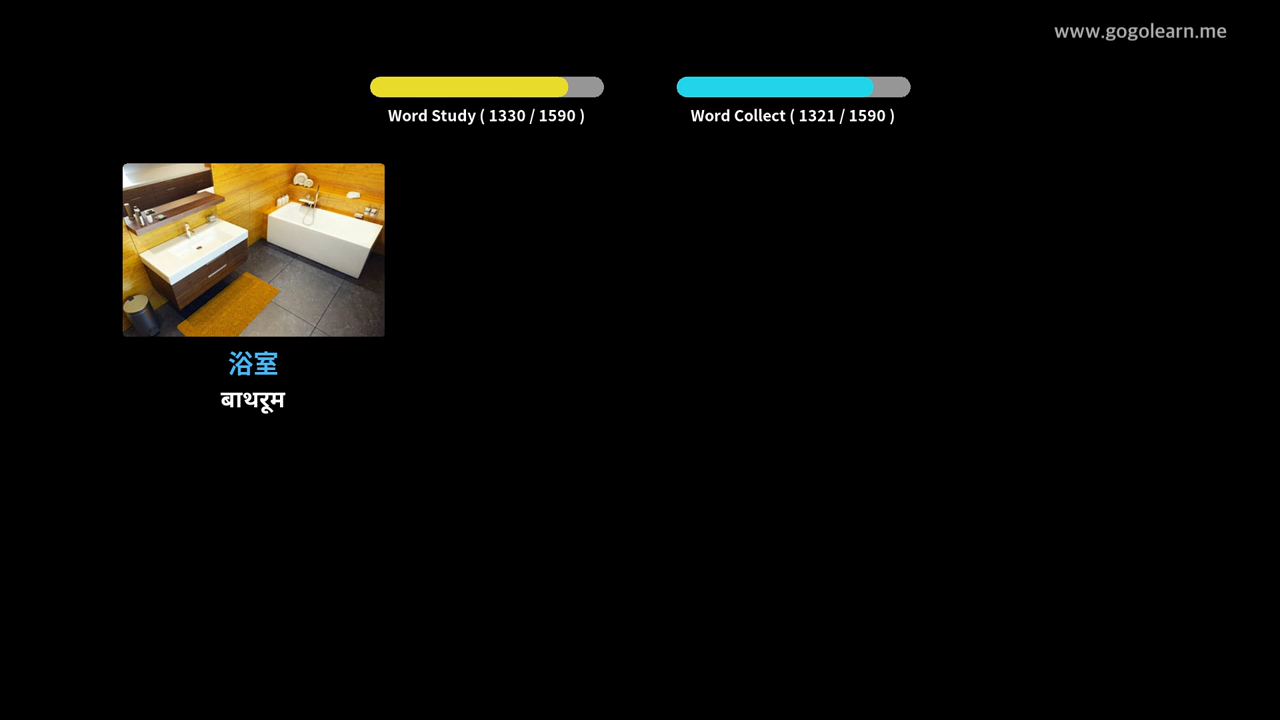 www.gogolearn.me
Word Study ( 1330 / 1590 )
Word Collect ( 1321 / 1590 )
浴室
बाथरूम